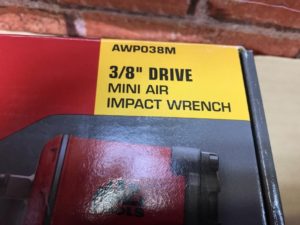 AWP038M
3/8" DRIVE
MINI AIR
IMPACT WRENCH